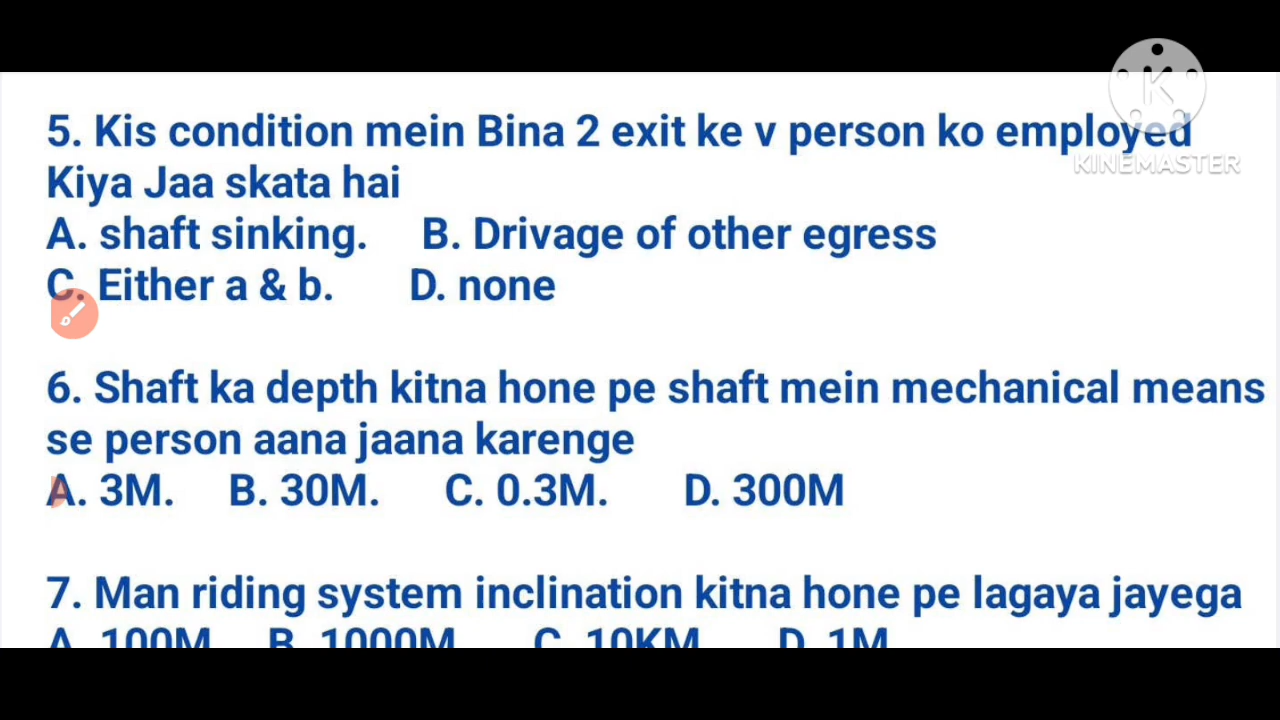 KINEMASTER
5. Kis condition mein Bina 2 exit ke v person ko employed
Kiya Jaa skata hai
A. shaft sinking. B. Drivage of other egress
C. Either a & b. D. none
6. Shaft ka depth kitna hone pe shaft mein mechanical means
se person aana jaana karenge
A. 3M. B. 30M. C. 0.3M. D. 300M
7. Man riding system inclination kitna hone pe lagaya jayega
A. 100M B. 1000M C. 10KM D. 1M